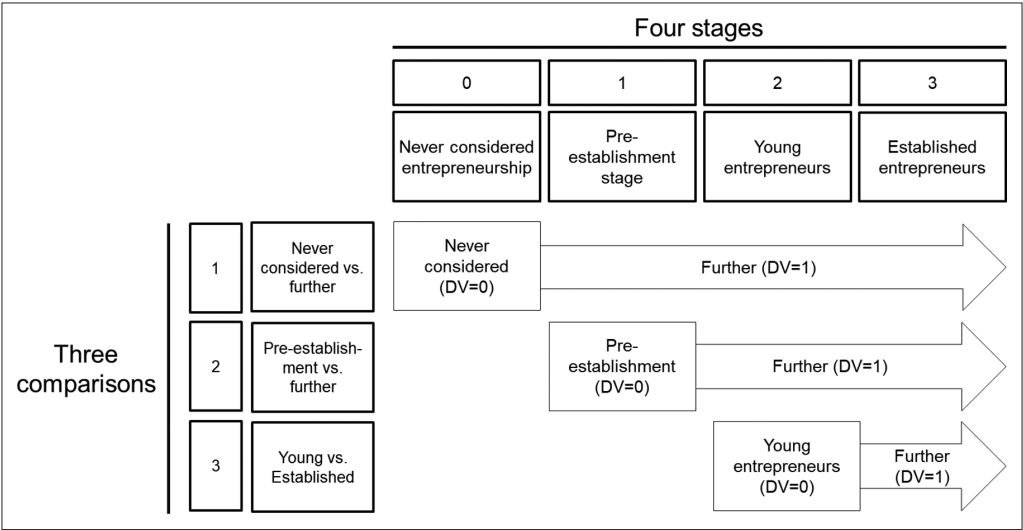 Four stages
0
1
2
3
Never considered
entrepreneurship
Pre-
establishment
stage
Young
entrepreneurs
Established
entrepreneurs
Three
comparisons
1
Never
considered vs.
further
Never
considered
(DV=0)
Further (DV=1)
2
Pre-establish-
ment vs.
further
Pre-
establishment
(DV=0)
Further (DV=1)
3
Young vs.
Established
Young
entrepreneurs
(DV=0)
Further
(DV=1)